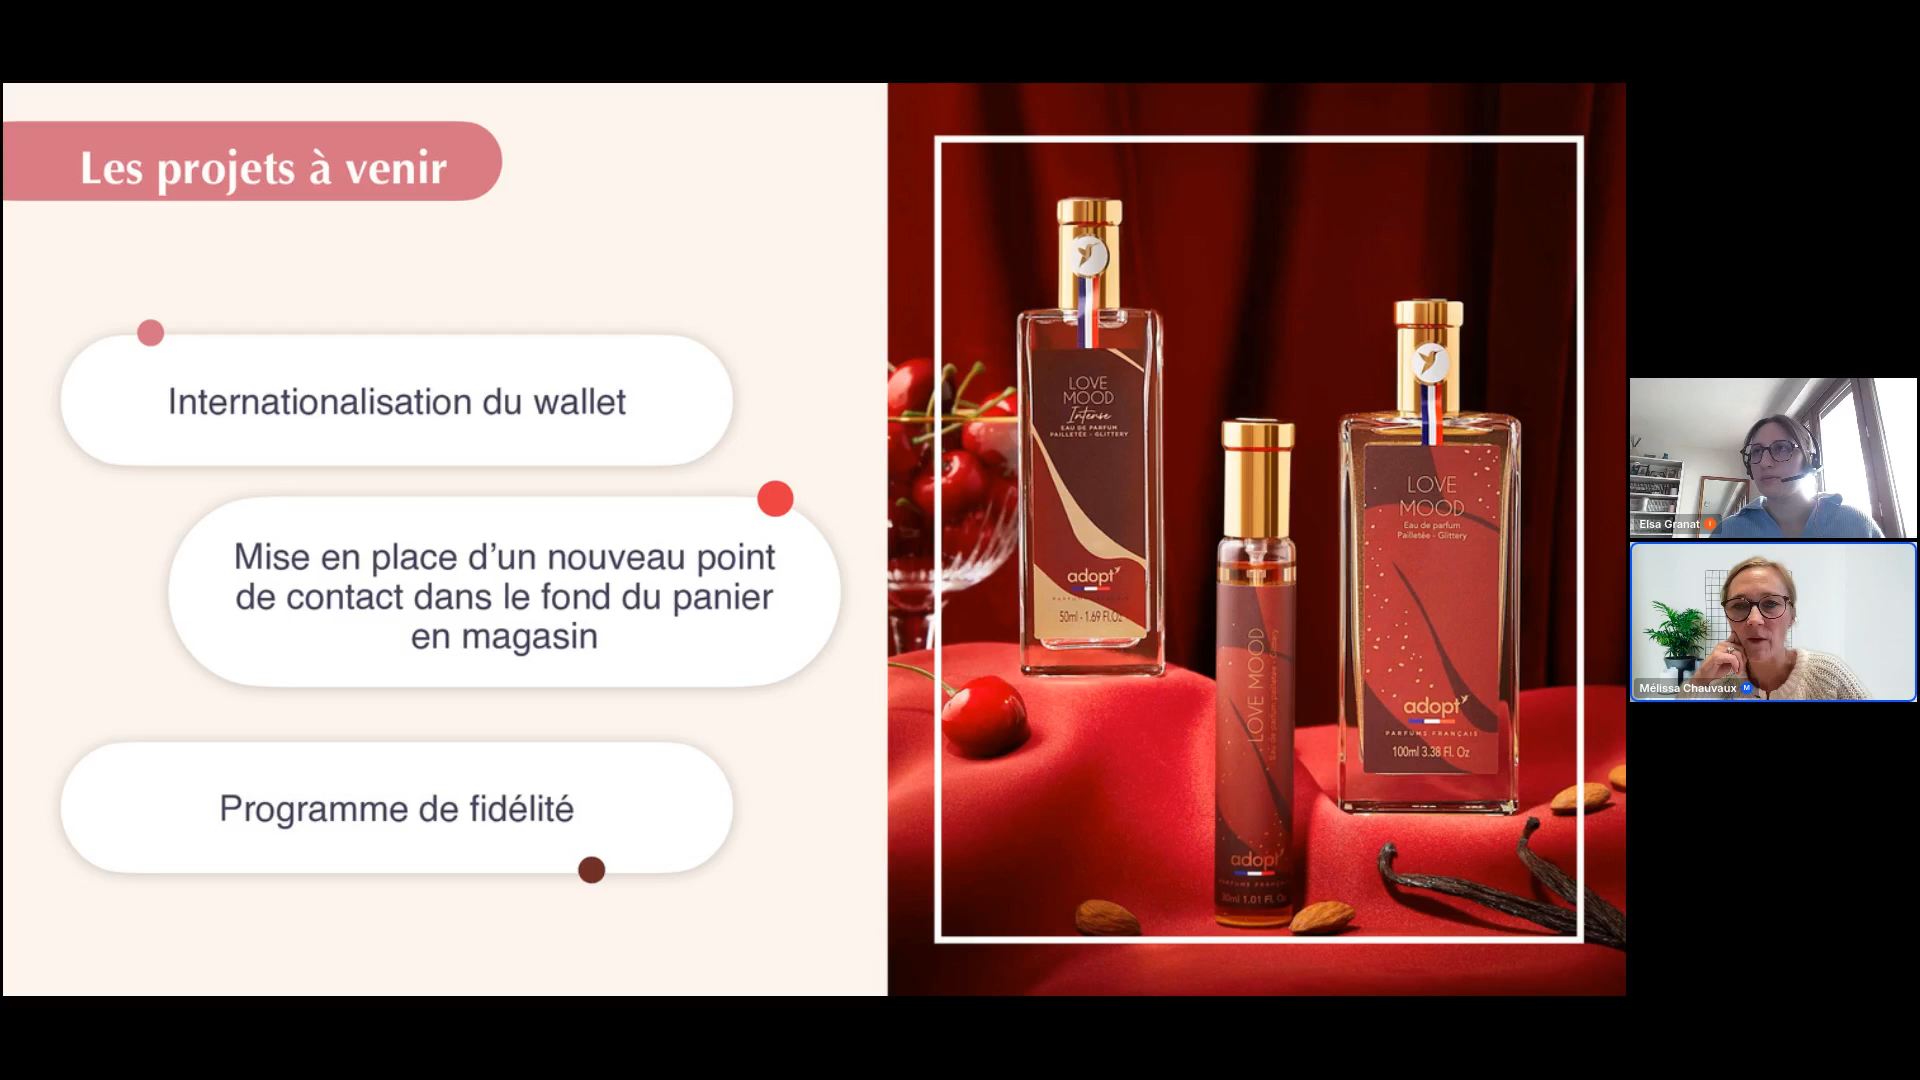 Les projets à venir
Internationalisation du wallet
Mise en place d’un nouveau point
de contact dans le fond du panier
en magasin
Programme de fidélité
LOVE
MOOD
Intense
EAU DE PARFUM
PAILLETÉE - GLITTERY
adopt'
50ml - 1.69 Fl.Oz
LOVE MOOD
adopt'
30ml 1.01 Fl. Oz
LOVE
MOOD
Eau de parfum
Pailletée - Glittery
adopt'
PARFUMS FRANÇAIS
100ml 3.38 Fl. Oz
Elsa Granat
I
Mélissa Chauvaux
M